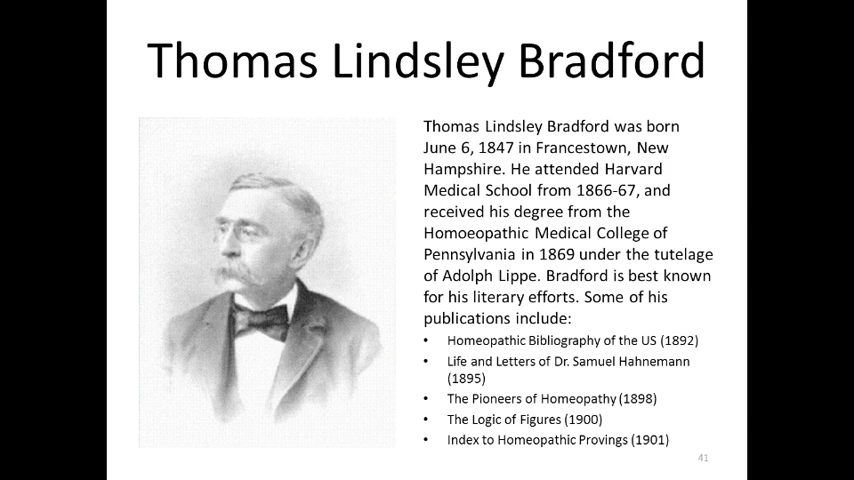 Thomas Lindsley Bradford
Thomas Lindsley Bradford was born
June 6, 1847 in Francestown, New
Hampshire. He attended Harvard
Medical School from 1866-67, and
received his degree from the
Homoeopathic Medical College of
Pennsylvania in 1869 under the tutelage
of Adolph Lippe. Bradford is best known
for his literary efforts. Some of his
publications include:
• Homeopathic Bibliography of the US (1892)
• Life and Letters of Dr. Samuel Hahnemann
(1895)
• The Pioneers of Homeopathy (1898)
• The Logic of Figures (1900)
• Index to Homeopathic Provings (1901)
41